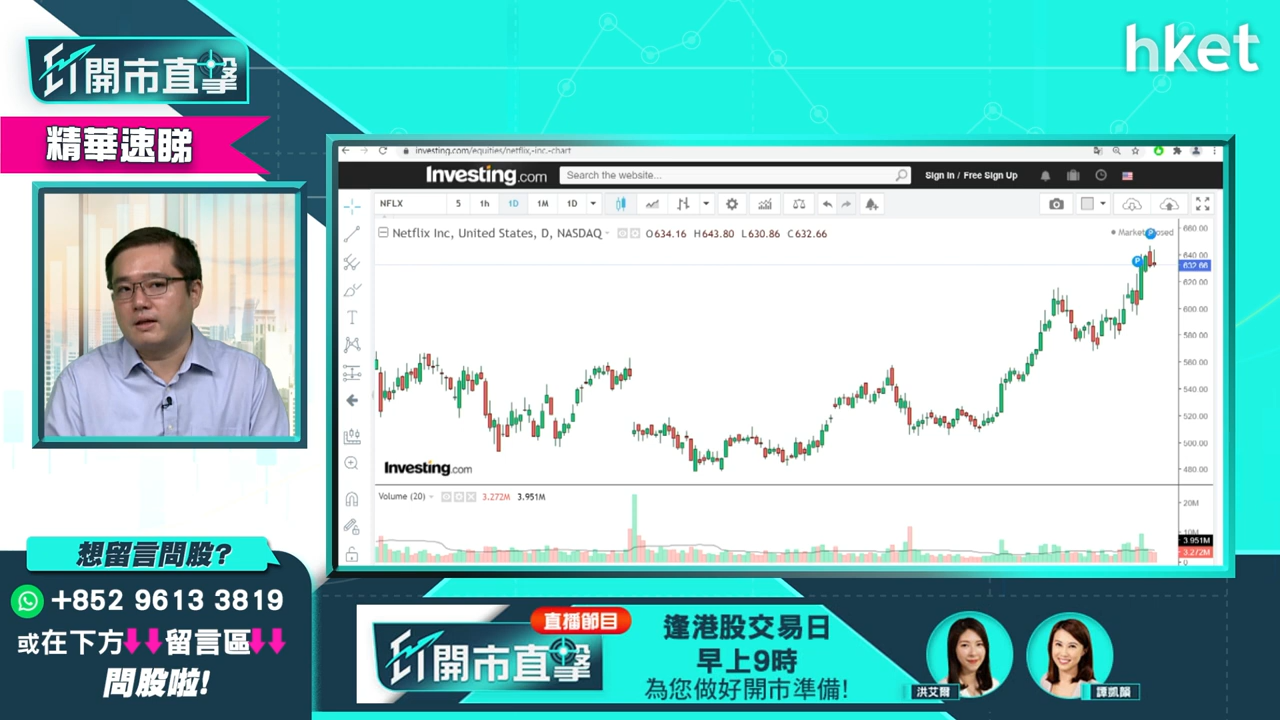 hket
ET開市直擊
精華速睇
investing.com/equities/netflix,-inc.-chart
Investing.com
Search the website...
Sign In / Free Sign Up
NFLX
5
1h
1D
1M
1D
Netflix Inc, United States, D, NASDAQ
O634.16 H643.80 L630.86 C632.66
660.00
640.00
632.66
620.00
600.00
580.00
560.00
540.00
520.00
500.00
480.00
Investing.com
Volume (20)
3.272M 3.951M
20M
10M
3.951M
3.272M
0
想留言問股?
+852 9613 3819
或在下方留言區
問股啦!
直播節目
ET開市直擊
逢港股交易日
早上9時
為您做好開市準備!
洪艾爾
譚凱韻